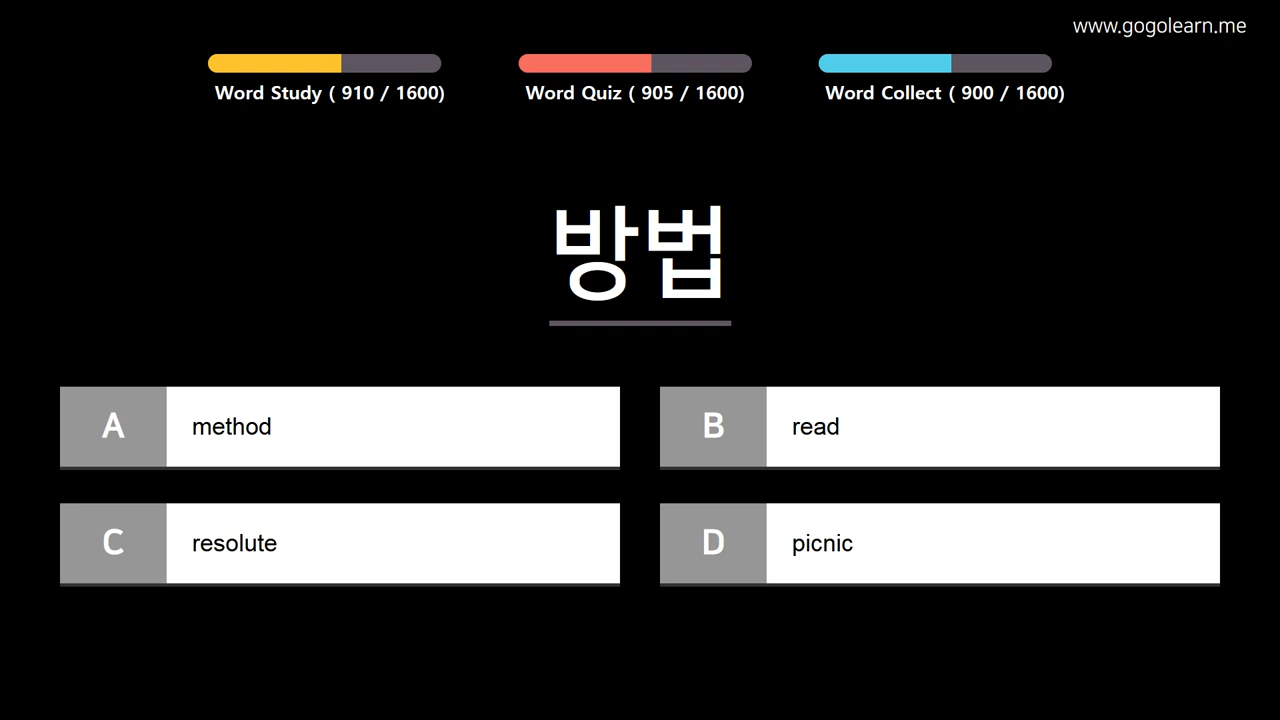 www.gogolearn.me
Word Study ( 910 / 1600)
Word Quiz ( 905 / 1600)
Word Collect ( 900 / 1600)
방법
A method
B read
C resolute
D picnic